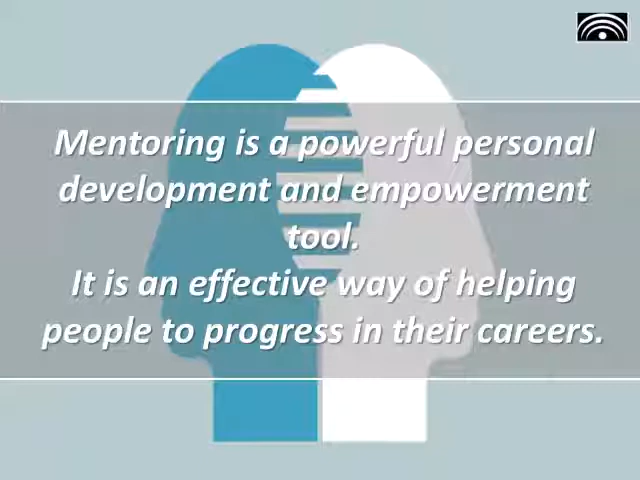 Mentoring is a powerful personal
development and empowerment
tool.
It is an effective way of helping
people to progress in their careers.